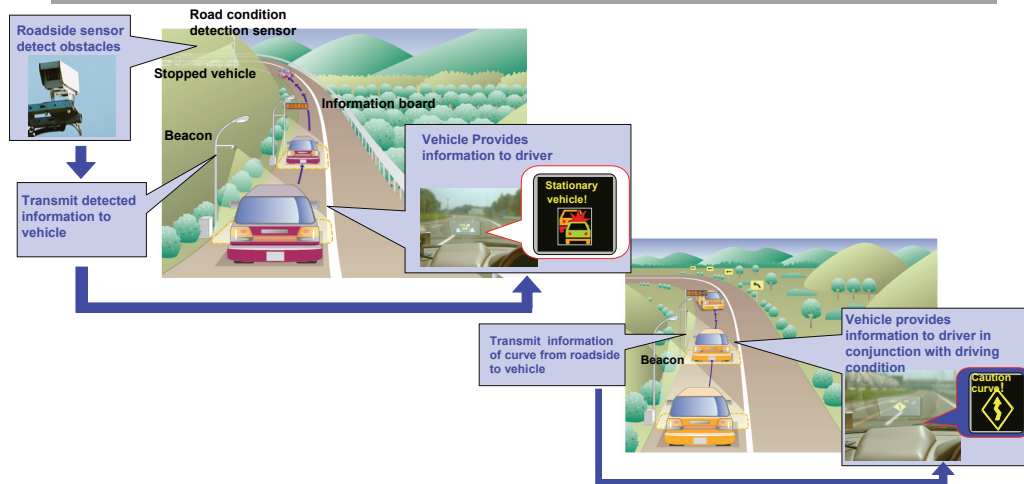 Road condition
detection sensor
Roadside sensor
detect obstacles
Stopped vehicle
Information board
Beacon
Vehicle Provides
information to driver
Stationary
vehicle!
Transmit detected
information to
vehicle
Transmit information
of curve from roadside
to vehicle
Beacon
Vehicle provides
information to driver in
conjunction with driving
condition
Caution
curve!